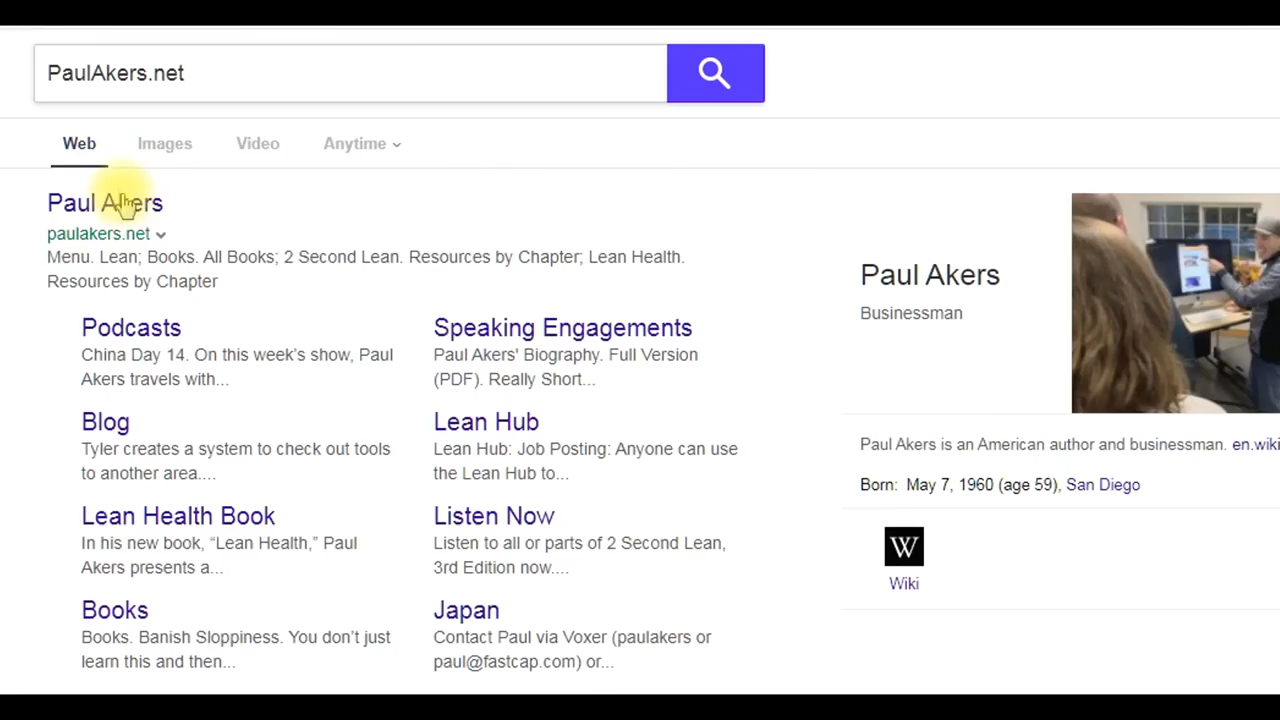 PaulAkers.net
Web Images Video Anytime
Paul Akers
paulakers.net
Menu. Lean; Books. All Books; 2 Second Lean. Resources by Chapter; Lean Health.
Resources by Chapter
Podcasts
China Day 14. On this week's show, Paul
Akers travels with...
Speaking Engagements
Paul Akers' Biography. Full Version
(PDF). Really Short...
Blog
Tyler creates a system to check out tools
to another area....
Lean Hub
Lean Hub: Job Posting: Anyone can use
the Lean Hub to...
Lean Health Book
In his new book, “Lean Health,” Paul
Akers presents a...
Listen Now
Listen to all or parts of 2 Second Lean,
3rd Edition now....
Books
Books. Banish Sloppiness. You don’t just
learn this and then...
Japan
Contact Paul via Voxer (paulakers or
paul@fastcap.com) or...
Paul Akers
Businessman
Paul Akers is an American author and businessman. en.wiki
Born: May 7, 1960 (age 59), San Diego
W
Wiki